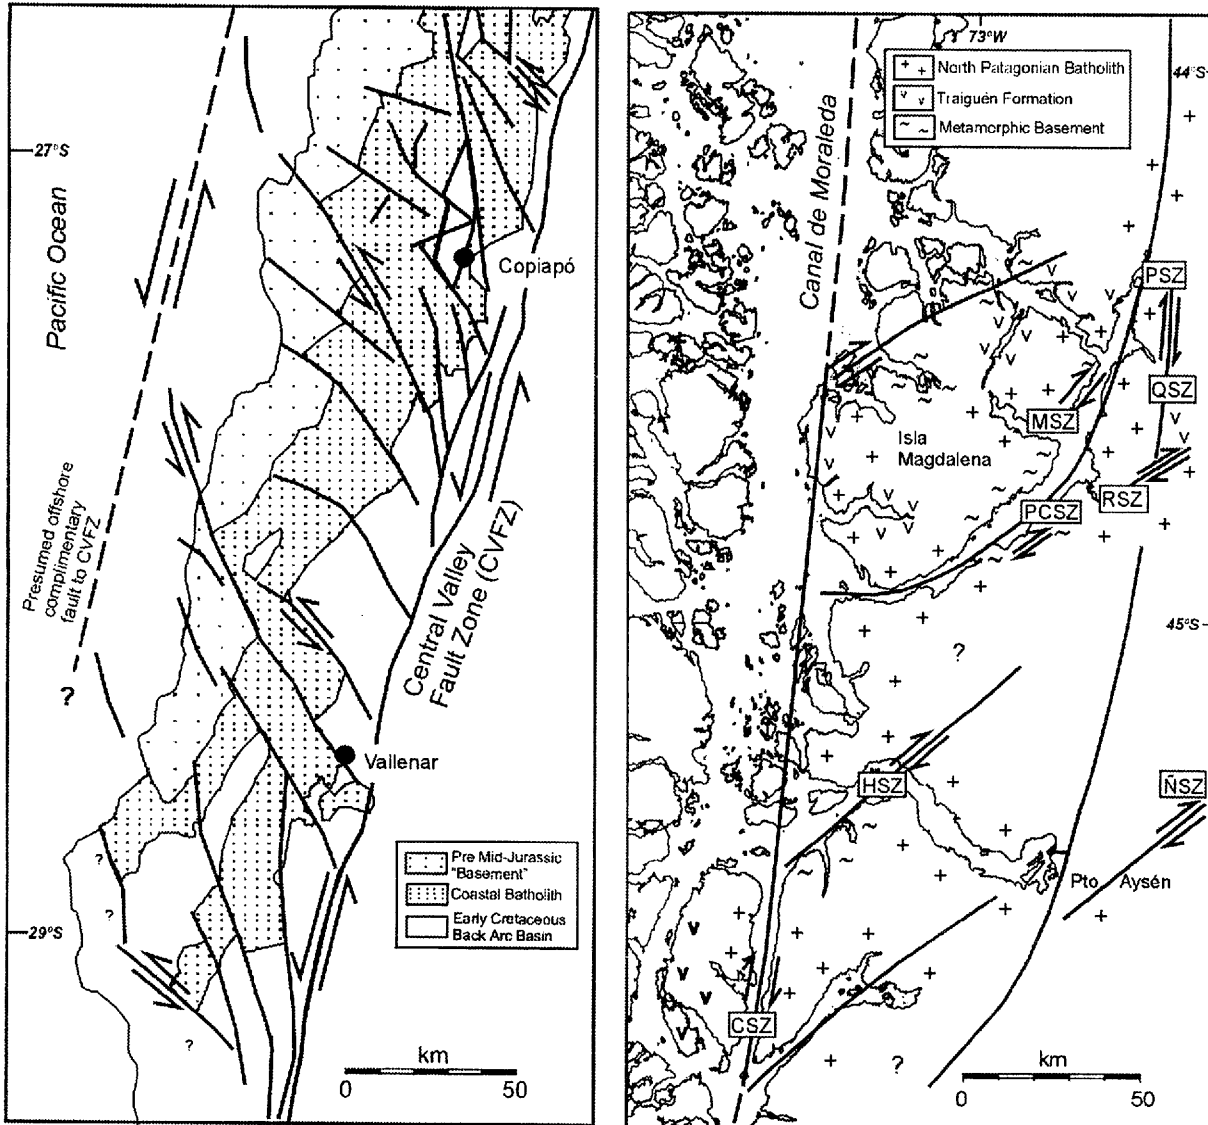 27°S
Pacific Ocean
Copiapó
Presumed offshore
complimentary
fault to CVFZ
?
Central Valley
Fault Zone (CVFZ)
Vallenar
?
?
?
29°S
Pre Mid-Jurassic
"Basement"
Coastal Batholith
Early Cretaceous
Back Arc Basin
km
0
50
73°W
North Patagonian Batholith
Traiguén Formation
Metamorphic Basement
44°S
Canal de Moraleda
PSZ
QSZ
MSZ
Isla
Magdalena
RSZ
PCSZ
45°S
?
HSZ
ÑSZ
Pto Aysén
CSZ
?
km
0
50